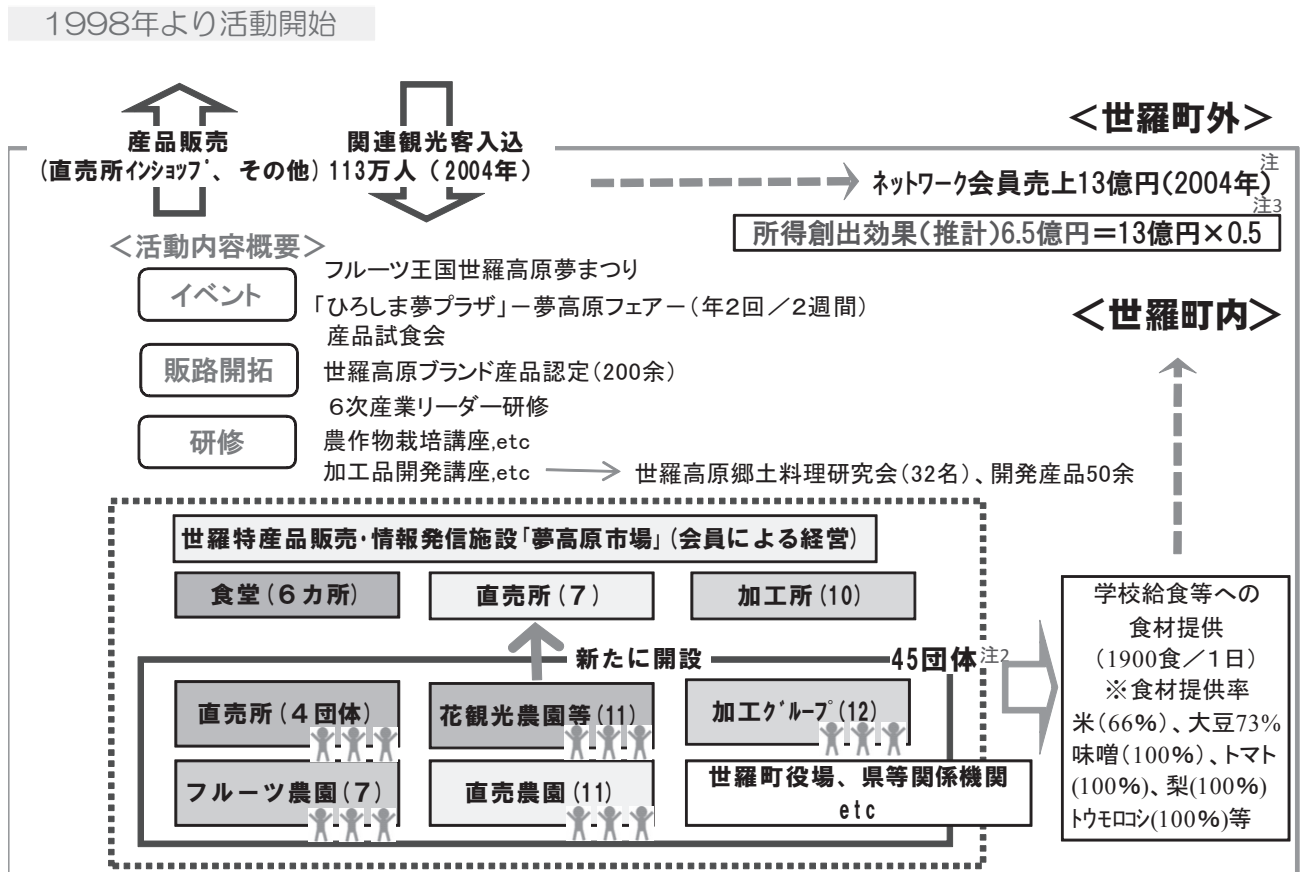 1998年より活動開始
＜世羅町外＞
産品販売
(直売所ｲﾝｼｮｯﾌﾟ、その他)
関連観光客入込
113万人（2004年）
ﾈｯﾄﾜｰｸ会員売上13億円(2004年)注
注3
所得創出効果(推計)6.5億円＝13億円×0.5
＜活動内容概要＞
＜世羅町内＞
イベント
フルーツ王国世羅高原夢まつり
「ひろしま夢プラザ」－夢高原フェアー(年2回／2週間)
産品試食会
販路開拓
世羅高原ブランド産品認定(200余)
６次産業リーダー研修
研修
農作物栽培講座,etc
加工品開発講座,etc
世羅高原郷土料理研究会(32名)、開発産品50余
世羅特産品販売･情報発信施設｢夢高原市場｣(会員による経営)
食堂(６カ所)
直売所(７)
加工所(10)
新たに開設
45団体注2
直売所(４団体)
花観光農園等(11)
加工ｸﾞﾙｰﾌﾟ(12)
フルーツ農園(７)
直売農園(11)
世羅町役場、県等関係機関
etc
学校給食等への
食材提供
(1900食／１日)
※食材提供率
米(66%)、大豆73%
味噌(100%)、トマト
(100%)、梨(100%)
ﾄｳﾓﾛｺｼ(100%)等